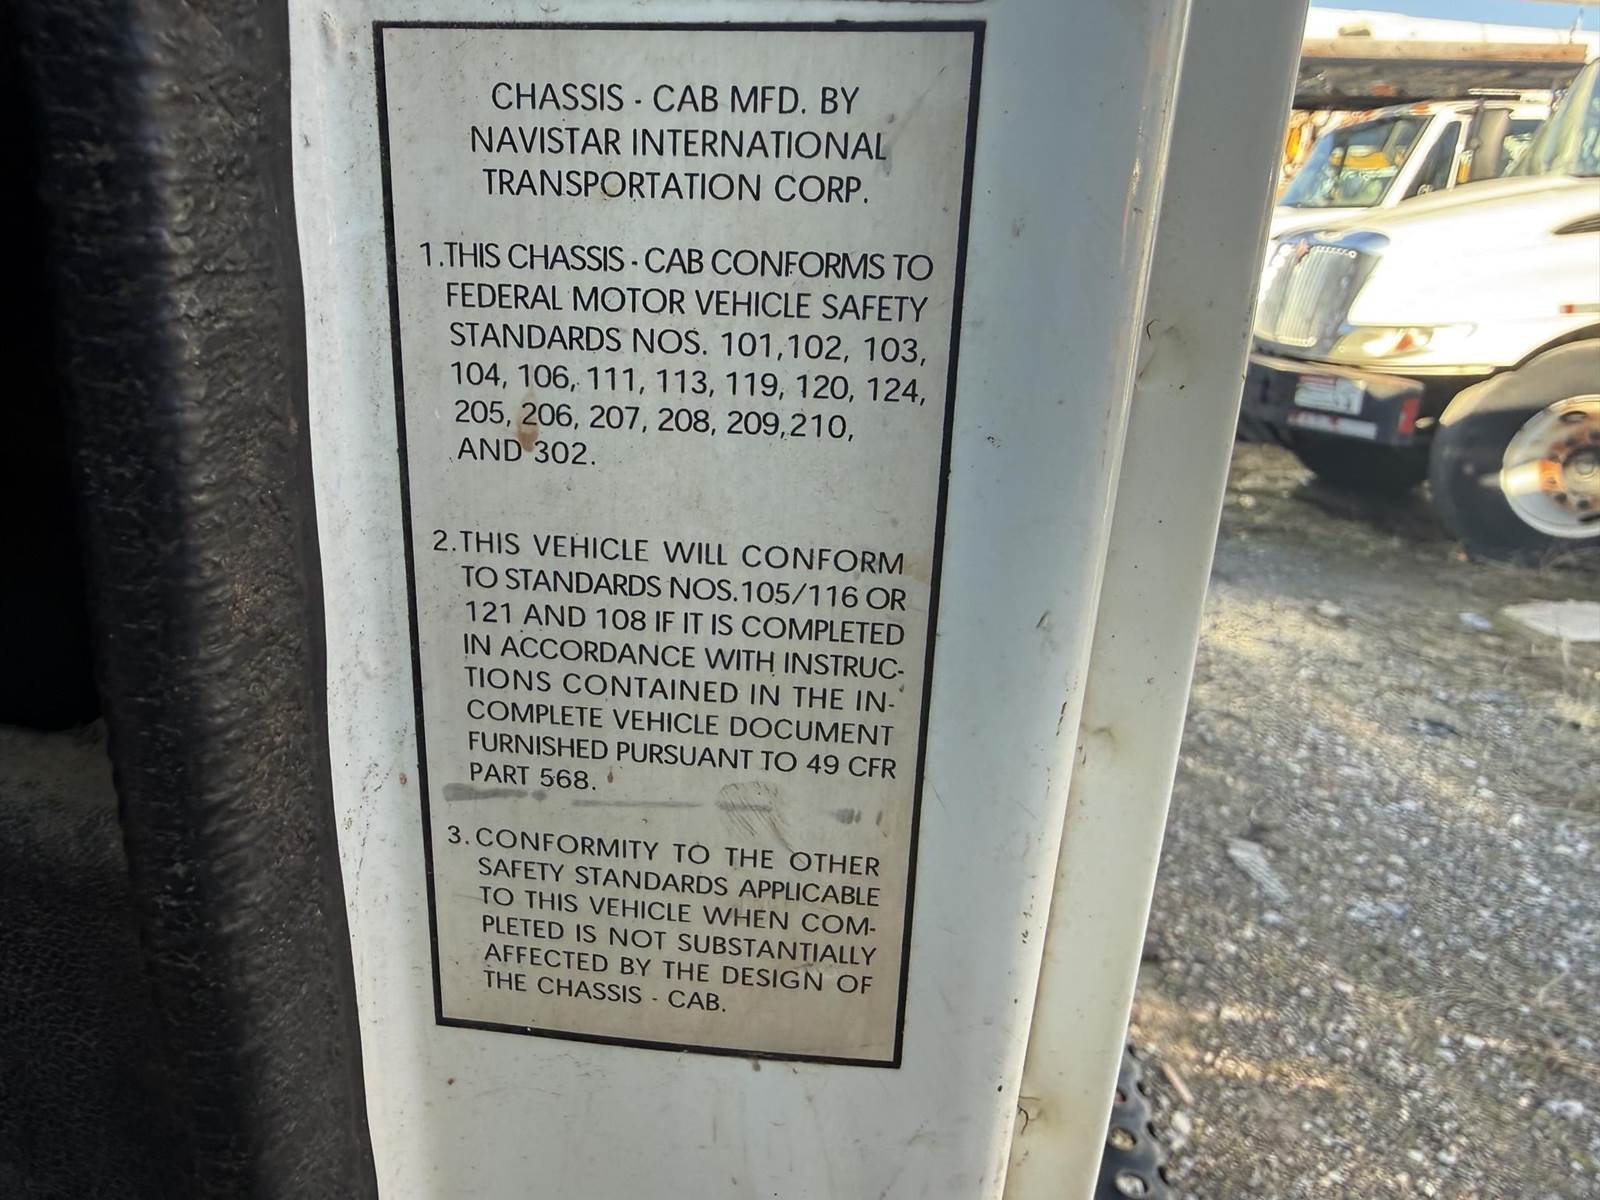 CHASSIS - CAB MFD. BY
NAVISTAR INTERNATIONAL
TRANSPORTATION CORP.
1. THIS CHASSIS - CAB CONFORMS TO
FEDERAL MOTOR VEHICLE SAFETY
STANDARDS NOS. 101, 102, 103,
104, 106, 111, 113, 119, 120, 124,
205, 206, 207, 208, 209, 210,
AND 302.
2. THIS VEHICLE WILL CONFORM
TO STANDARDS NOS. 105/116 OR
121 AND 108 IF IT IS COMPLETED
IN ACCORDANCE WITH INSTRUC-
TIONS CONTAINED IN THE IN-
COMPLETE VEHICLE DOCUMENT
FURNISHED PURSUANT TO 49 CFR
PART 568.
3. CONFORMITY TO THE OTHER
SAFETY STANDARDS APPLICABLE
TO THIS VEHICLE WHEN COM-
PLETED IS NOT SUBSTANTIALLY
AFFECTED BY THE DESIGN OF
THE CHASSIS - CAB.